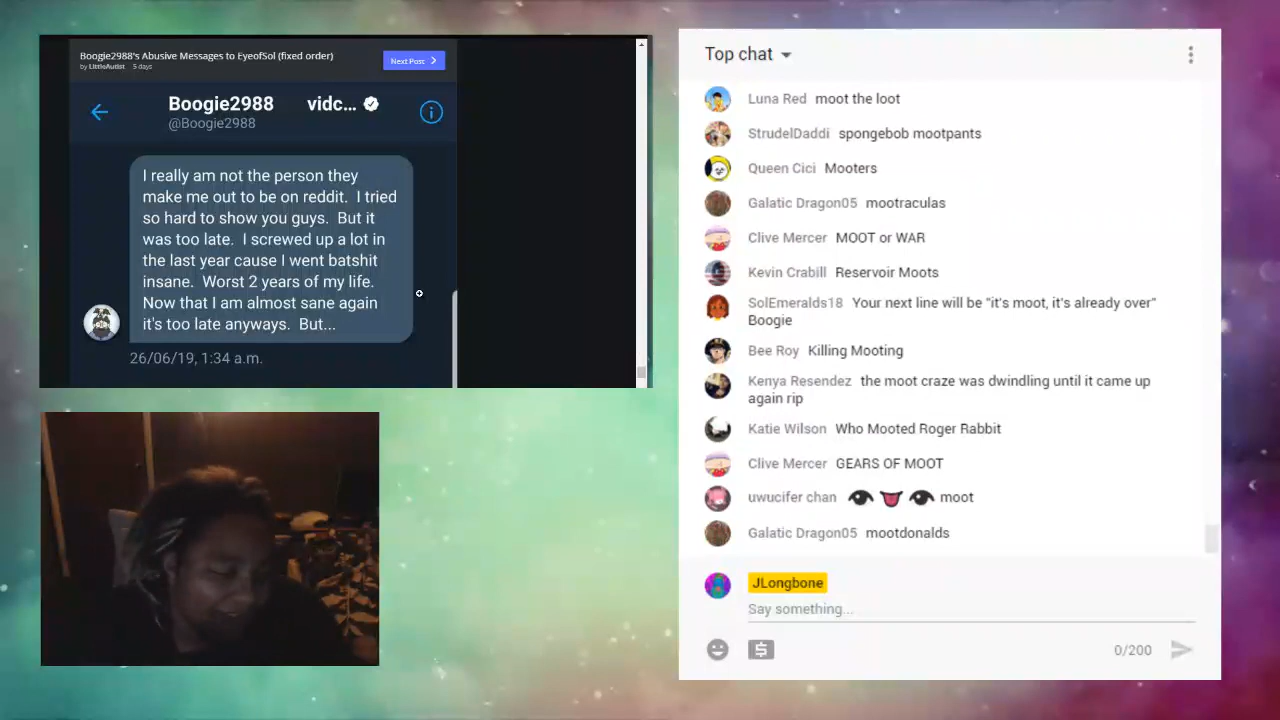 Boogie2988's Abusive Messages to EyeofSol (fixed order)
by LittleAutist 5 days
Next Post
Boogie2988 vidc...
@Boogie2988
I really am not the person they
make me out to be on reddit. I tried
so hard to show you guys. But it
was too late. I screwed up a lot in
the last year cause I went batshit
insane. Worst 2 years of my life.
Now that I am almost sane again
it's too late anyways. But...
26/06/19, 1:34 a.m.
Top chat
Luna Red moot the loot
StrudelDaddi spongebob mootpants
Queen Cici Mooters
Galatic Dragon05 mootraculas
Clive Mercer MOOT or WAR
Kevin Crabill Reservoir Moots
SolEmeralds18 Your next line will be "it's moot, it's already over"
Boogie
Bee Roy Killing Mooting
Kenya Resendez the moot craze was dwindling until it came up
again rip
Katie Wilson Who Mooted Roger Rabbit
Clive Mercer GEARS OF MOOT
uwucifer chan 👁👅👁 moot
Galatic Dragon05 mootdonalds
JLongbone
Say something...
0/200